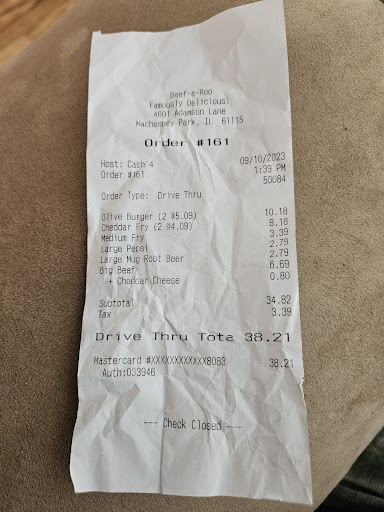 Beef-a-Roo
Famously Delicious!
4601 Adamson Lane
Machesney Park, IL 61115
Order #161
Host: Cash 4 09/10/2023
Order #161 1:39 PM
50084
Order Type: Drive Thru
Olive Burger (2 @5.09) 10.18
Cheddar Fry (2 @4.09) 8.18
Medium Fry 3.39
Large Pepsi 2.79
Large Mug Root Beer 2.79
Big Beef 6.69
+ Cheddar Cheese 0.80
Subtotal 34.82
Tax 3.39
Drive Thru Tota 38.21
Mastercard #XXXXXXXXXXXX8083 38.21
Auth:033946
--- Check Closed ---